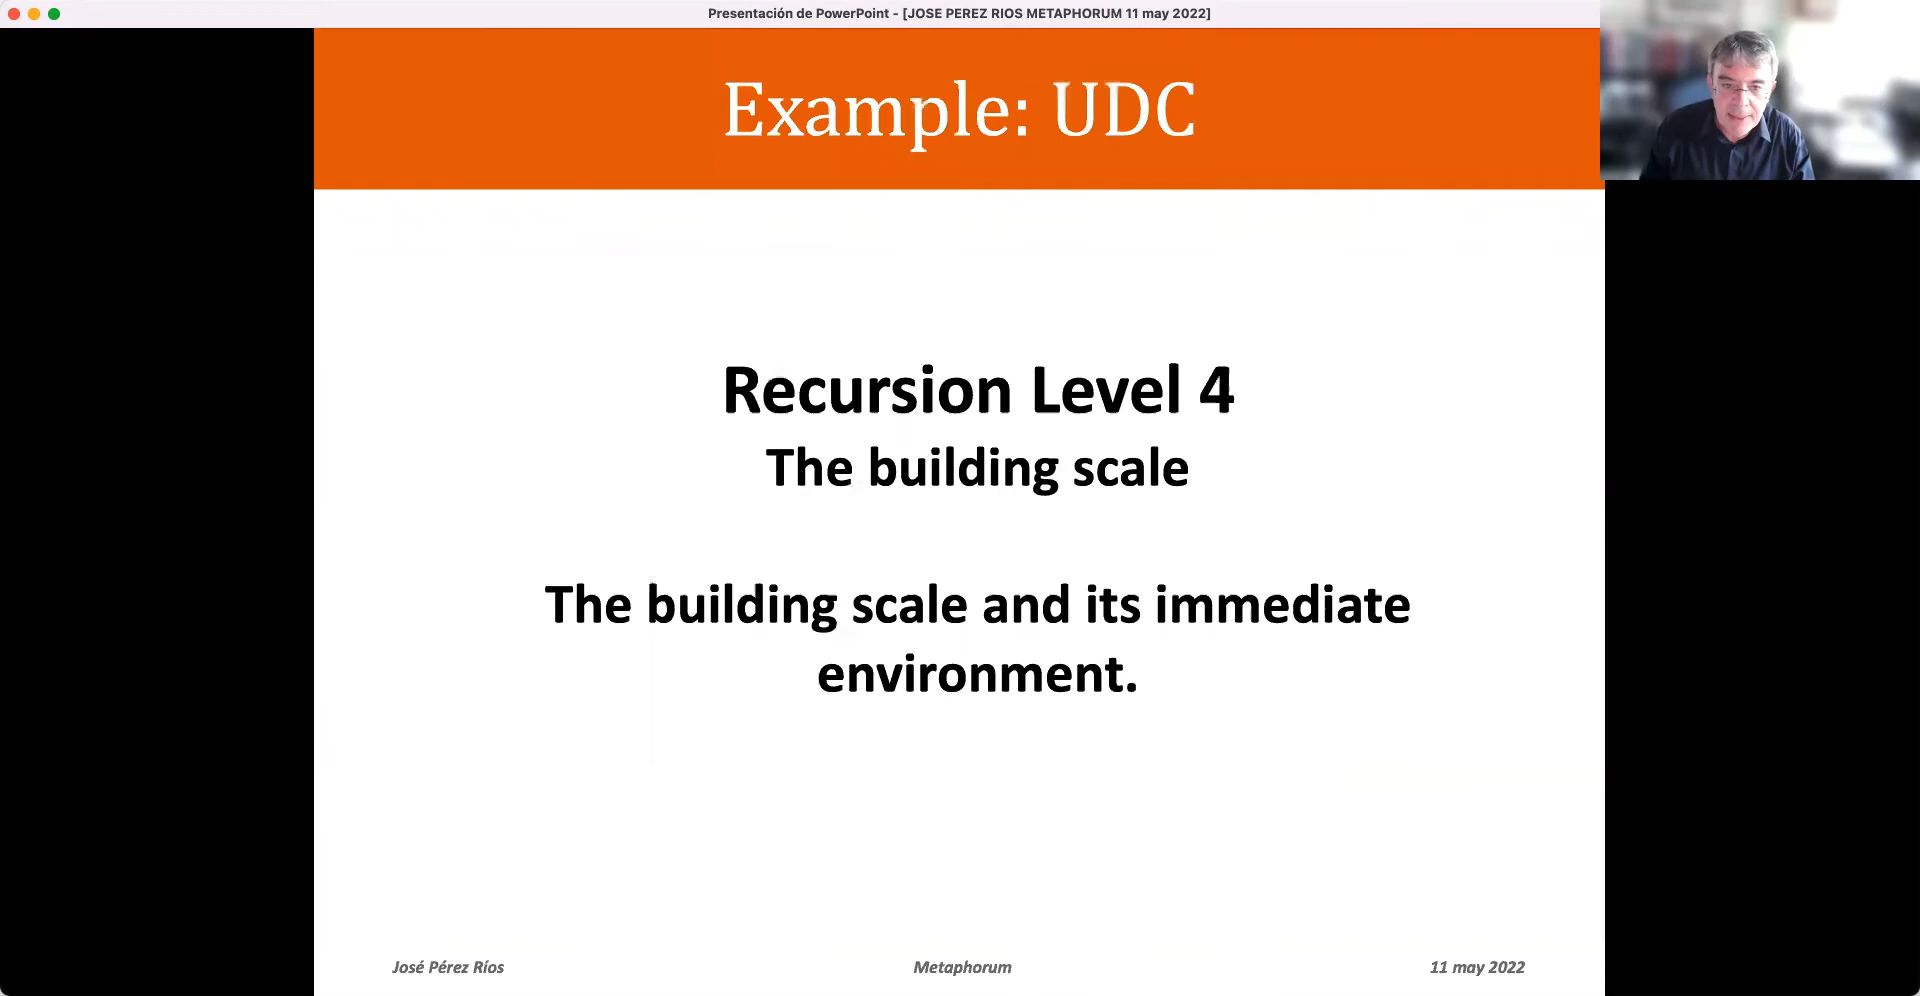 Presentación de PowerPoint - [JOSE PEREZ RIOS METAPHORUM 11 may 2022]
Example: UDC
Recursion Level 4
The building scale
The building scale and its immediate
environment.
José Pérez Ríos
Metaphorum
11 may 2022